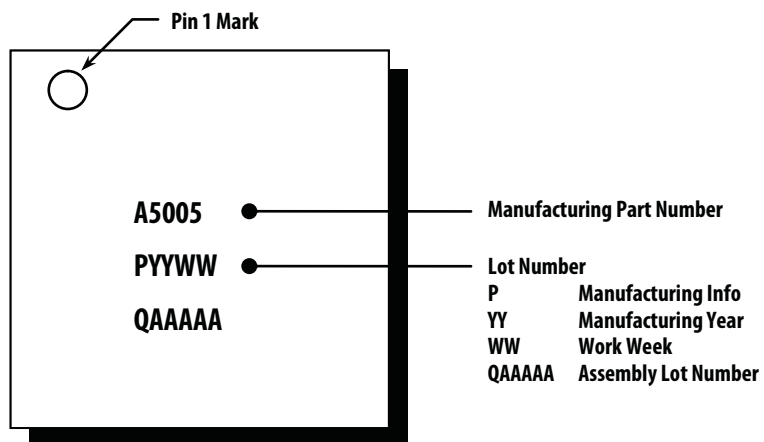 Pin 1 Mark
A5005
Manufacturing Part Number
PYYWW
Lot Number
QAAAAA
P Manufacturing Info
YY Manufacturing Year
WW Work Week
QAAAAA Assembly Lot Number